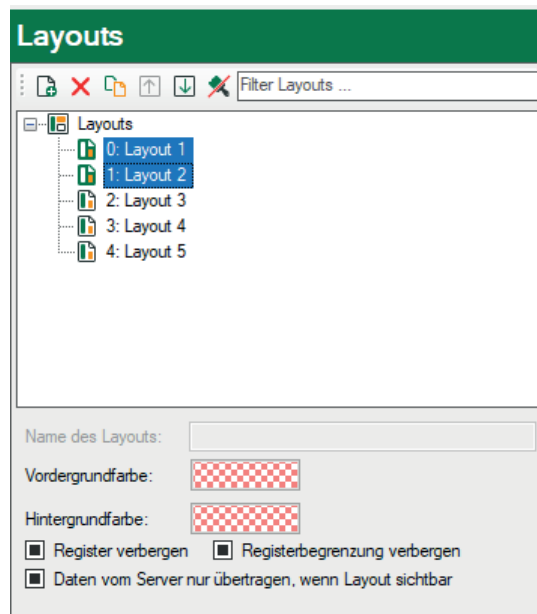 Layouts
Filter Layouts ...
Layouts
0: Layout 1
1: Layout 2
2: Layout 3
3: Layout 4
4: Layout 5
Name des Layouts:
Vordergrundfarbe:
Hintergrundfarbe:
Register verbergen Registerbegrenzung verbergen
Daten vom Server nur übertragen, wenn Layout sichtbar